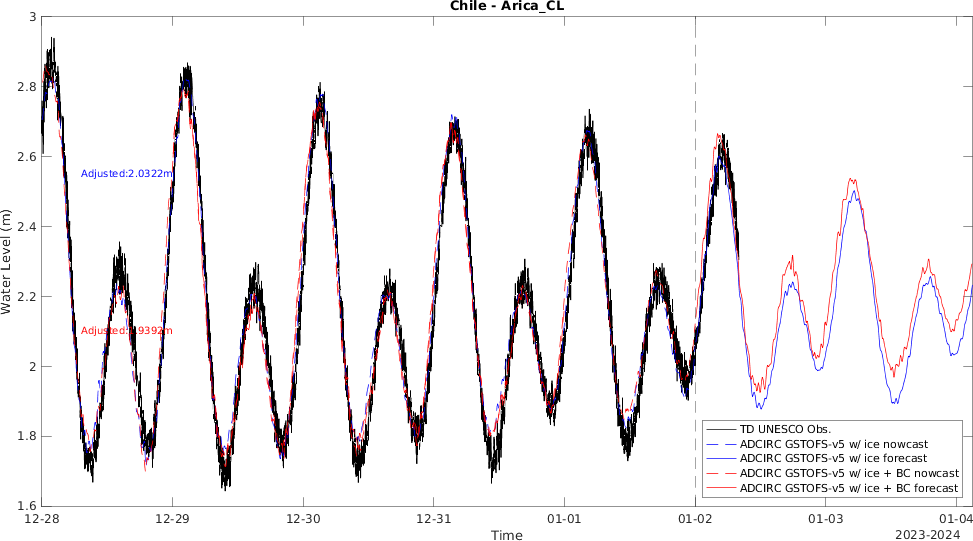 Chile - Arica_CL
3
2.8
2.6
2.4
2.2
2
1.8
1.6
Water Level (m)
Adjusted:2.0322m
Adjusted:1.9392m
TD UNESCO Obs.
ADCIRC GSTOFS-v5 w/ ice nowcast
ADCIRC GSTOFS-v5 w/ ice forecast
ADCIRC GSTOFS-v5 w/ ice + BC nowcast
ADCIRC GSTOFS-v5 w/ ice + BC forecast
12-28 12-29 12-30 12-31 01-01 01-02 01-03 01-04
Time
2023-2024